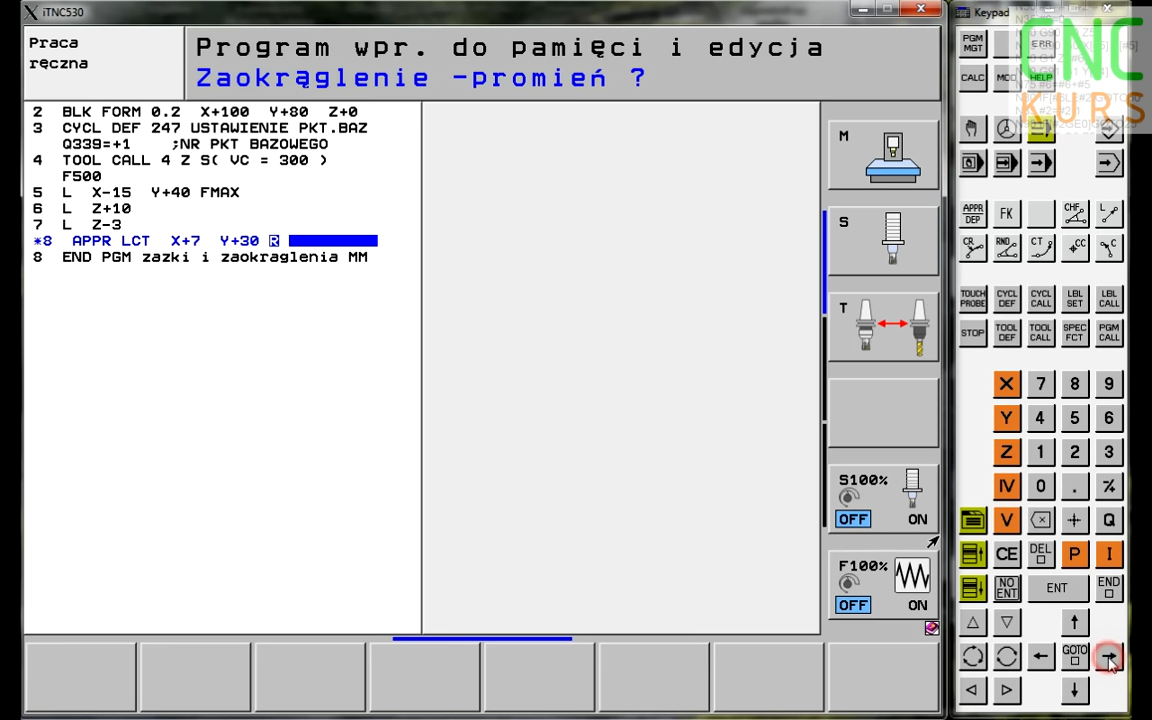 iTNC530
Keypad
Praca
ręczna
Program wpr. do pamięci i edycja
Zaokrąglenie -promień ?
2 BLK FORM 0.2 X+100 Y+80 Z+0
3 CYCL DEF 247 USTAWIENIE PKT.BAZ
Q339=+1 ;NR PKT BAZOWEGO
4 TOOL CALL 4 Z S( VC = 300 )
F500
5 L X-15 Y+40 FMAX
6 L Z+10
7 L Z-3
*8 APPR LCT X+7 Y+30 R
8 END PGM zazki i zaokraglenia MM
M
S
T
S100%
OFF ON
F100%
OFF ON
CNC
KURS
PGM
MGT
ERR
CALC
MOD
HELP
APPR
DEP
FK
CHF
L
CR
RND
CT
CC
C
TOUCH
PROBE
CYCL
DEF
CYCL
CALL
LBL
SET
LBL
CALL
STOP
TOOL
DEF
TOOL
CALL
SPEC
FCT
PGM
CALL
X 7 8 9
Y 4 5 6
Z 1 2 3
IV 0 .
V Q
CE DEL P I
NO
ENT
ENT
END
GOTO